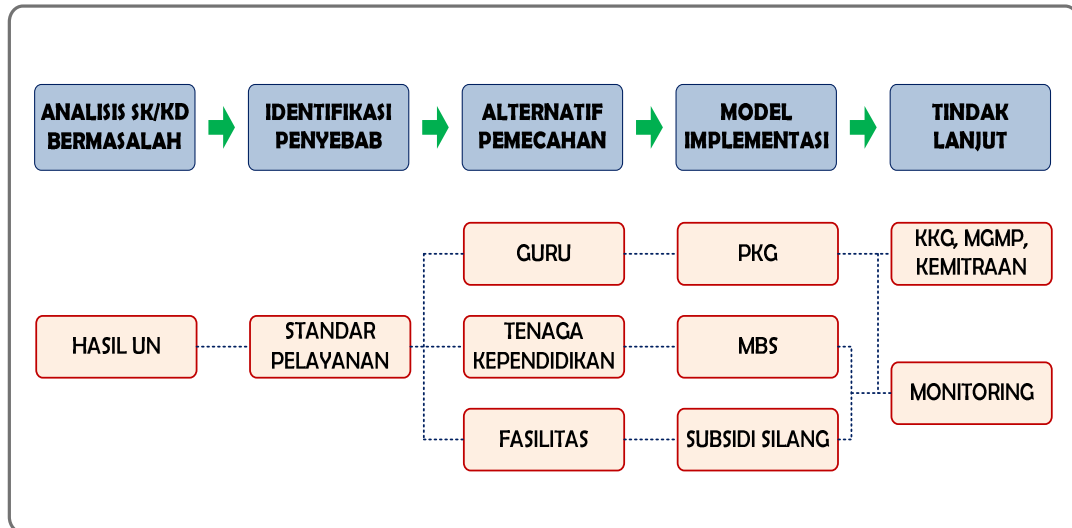 ANALISIS SK/KD
BERMASALAH
IDENTIFIKASI
PENYEBAB
ALTERNATIF
PEMECAHAN
MODEL
IMPLEMENTASI
TINDAK
LANJUT
HASIL UN
STANDAR
PELAYANAN
GURU
PKG
KKG, MGMP,
KEMITRAAN
TENAGA
KEPENDIDIKAN
MBS
MONITORING
FASILITAS
SUBSIDI SILANG